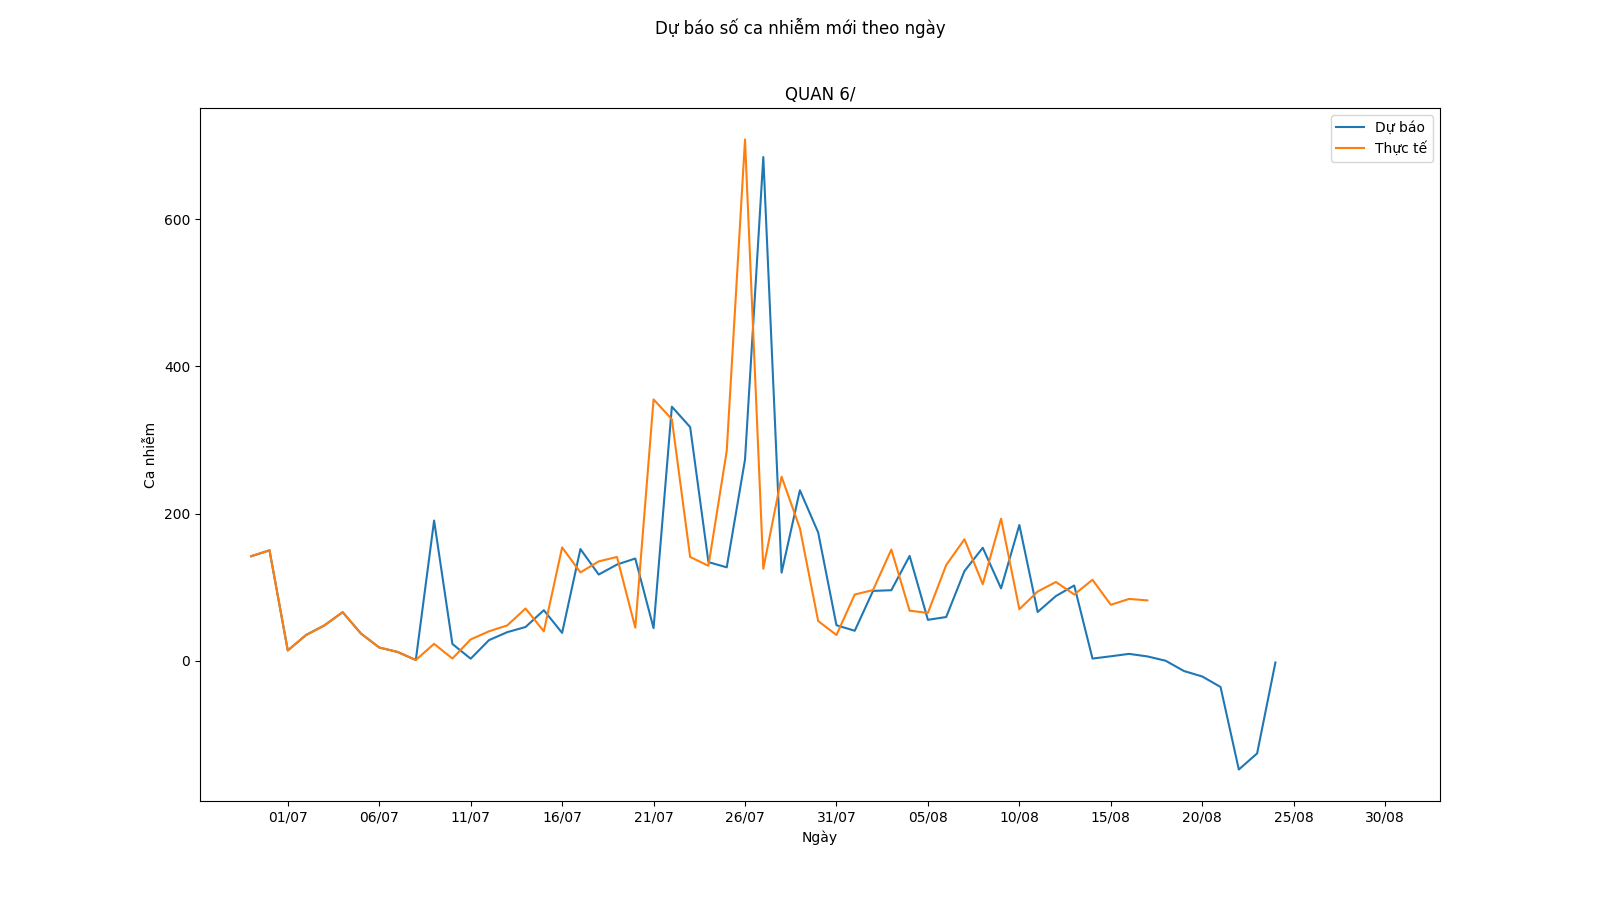 Dự báo số ca nhiễm mới theo ngày
QUAN 6/
Dự báo
Thực tế
600
400
200
0
Ca nhiễm
01/07 06/07 11/07 16/07 21/07 26/07 31/07 05/08 10/08 15/08 20/08 25/08 30/08
Ngày